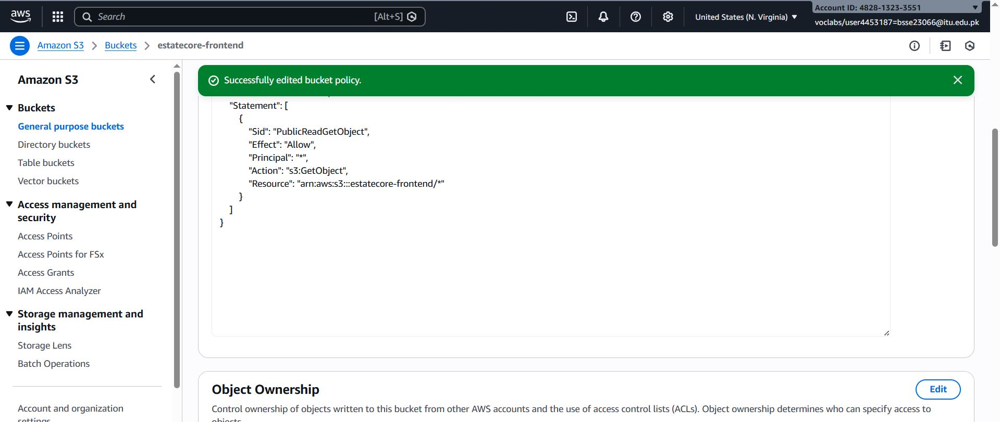 aws
Search [Alt+S]
United States (N. Virginia)
Account ID: 4828-1323-3551
voclabs/user4453187=bsse23066@itu.edu.pk
Amazon S3 > Buckets > estatecore-frontend
Amazon S3
Buckets
General purpose buckets
Directory buckets
Table buckets
Vector buckets
Access management and
security
Access Points
Access Points for FSx
Access Grants
IAM Access Analyzer
Storage management and
insights
Storage Lens
Batch Operations
Account and organization
settings
Successfully edited bucket policy.
"Statement": [
{
"Sid": "PublicReadGetObject",
"Effect": "Allow",
"Principal": "*",
"Action": "s3:GetObject",
"Resource": "arn:aws:s3:::estatecore-frontend/*"
}
]
}
Object Ownership
Edit
Control ownership of objects written to this bucket from other AWS accounts and the use of access control lists (ACLs). Object ownership determines who can specify access to
objects.